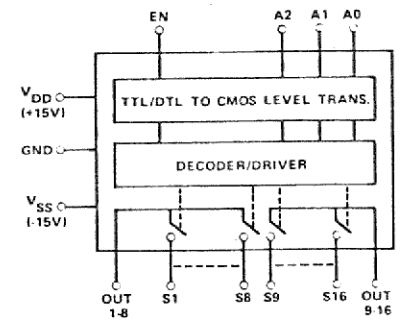 EN A2 A1 A0
VDD
(+15V)
TTL/DTL TO CMOS LEVEL TRANS.
GND
DECODER/DRIVER
VSS
(-15V)
OUT
1-8
S1 S8 S9 S16
OUT
9-16